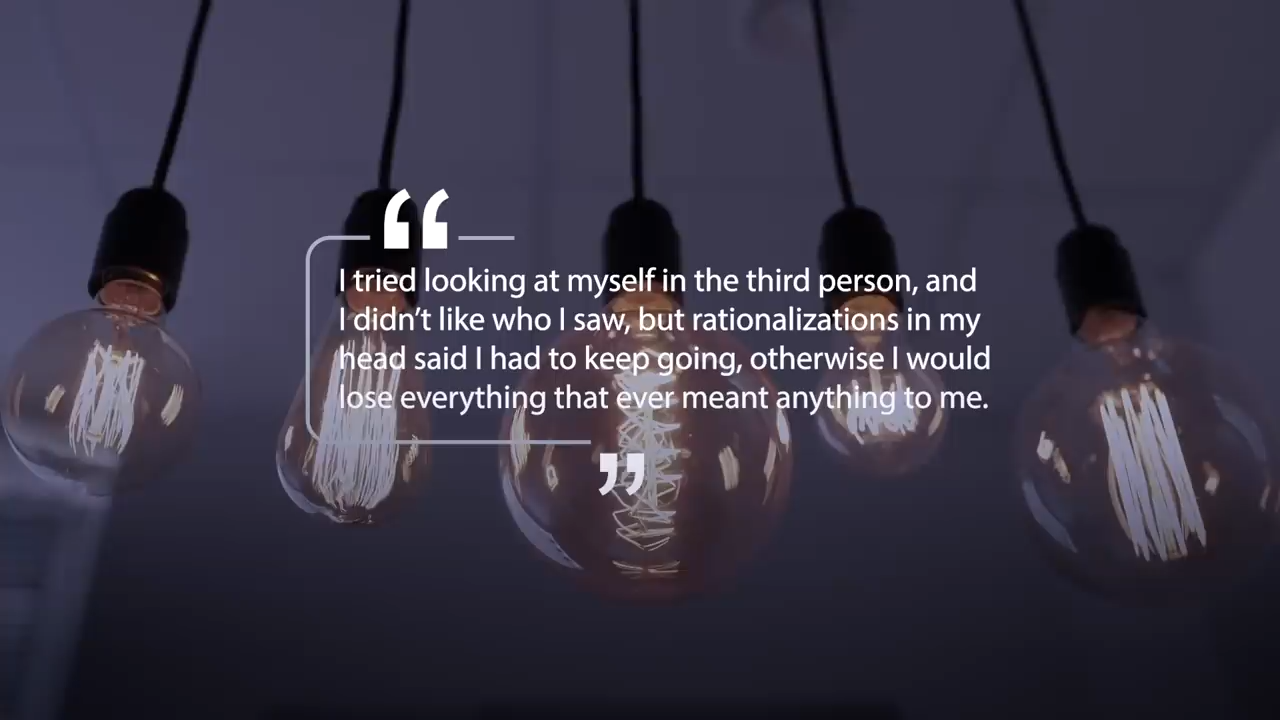 “
I tried looking at myself in the third person, and
I didn’t like who I saw, but rationalizations in my
head said I had to keep going, otherwise I would
lose everything that ever meant anything to me.
”